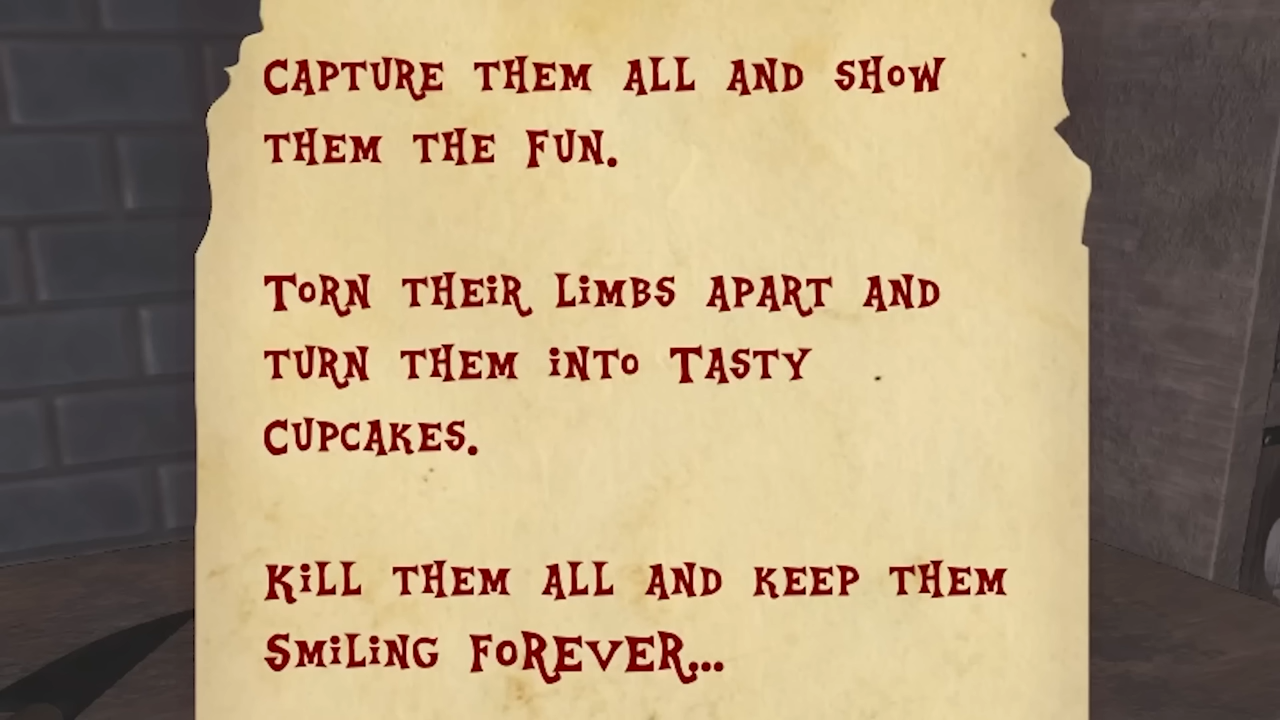 Capture them all and show
them the fun.
Torn their limbs apart and
turn them into Tasty
Cupcakes.
Kill them all and keep them
Smiling forever...